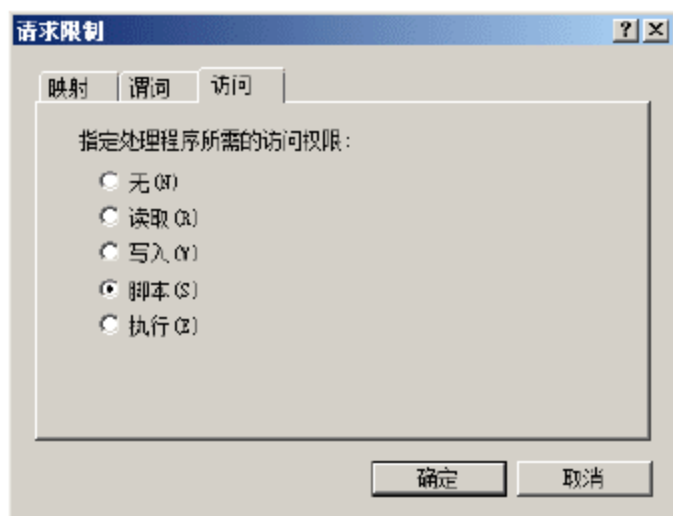 请求限制
映射 谓词 访问
指定处理程序所需的访问权限:
无(N)
读取(R)
写入(W)
脚本(S)
执行(E)
确定 取消